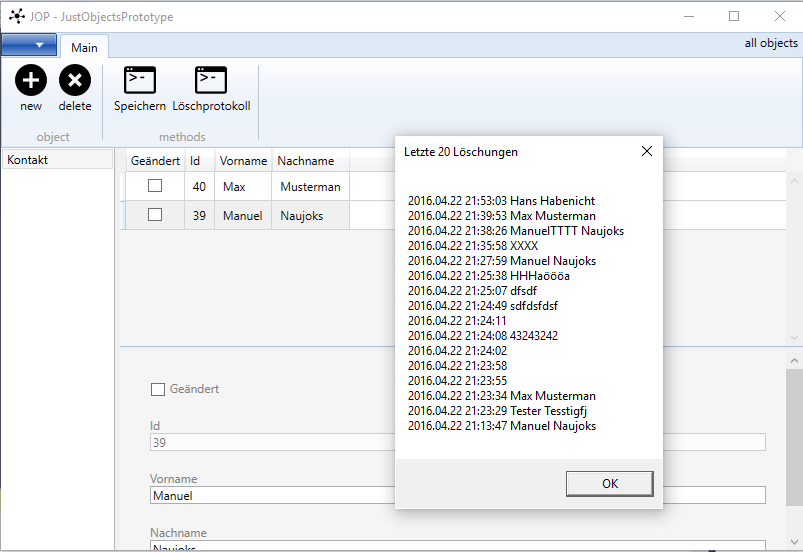 JOP - JustObjectsPrototype
Main
all objects
new
delete
Speichern
Löschprotokoll
object
methods
Kontakt
Geändert Id Vorname Nachname
40 Max Musterman
39 Manuel Naujoks
Letzte 20 Löschungen
2016.04.22 21:53:03 Hans Habenicht
2016.04.22 21:39:53 Max Musterman
2016.04.22 21:38:26 ManuelTTTT Naujoks
2016.04.22 21:35:58 XXXX
2016.04.22 21:27:59 Manuel Naujoks
2016.04.22 21:25:38 HHHaöööa
2016.04.22 21:25:07 dfsdf
2016.04.22 21:24:49 sdfdsfdsf
2016.04.22 21:24:11
2016.04.22 21:24:08 43243242
2016.04.22 21:24:02
2016.04.22 21:23:58
2016.04.22 21:23:55
2016.04.22 21:23:34 Max Musterman
2016.04.22 21:23:29 Tester Tesstigfj
2016.04.22 21:13:47 Manuel Naujoks
OK
Geändert
Id
39
Vorname
Manuel
Nachname
Naujoks